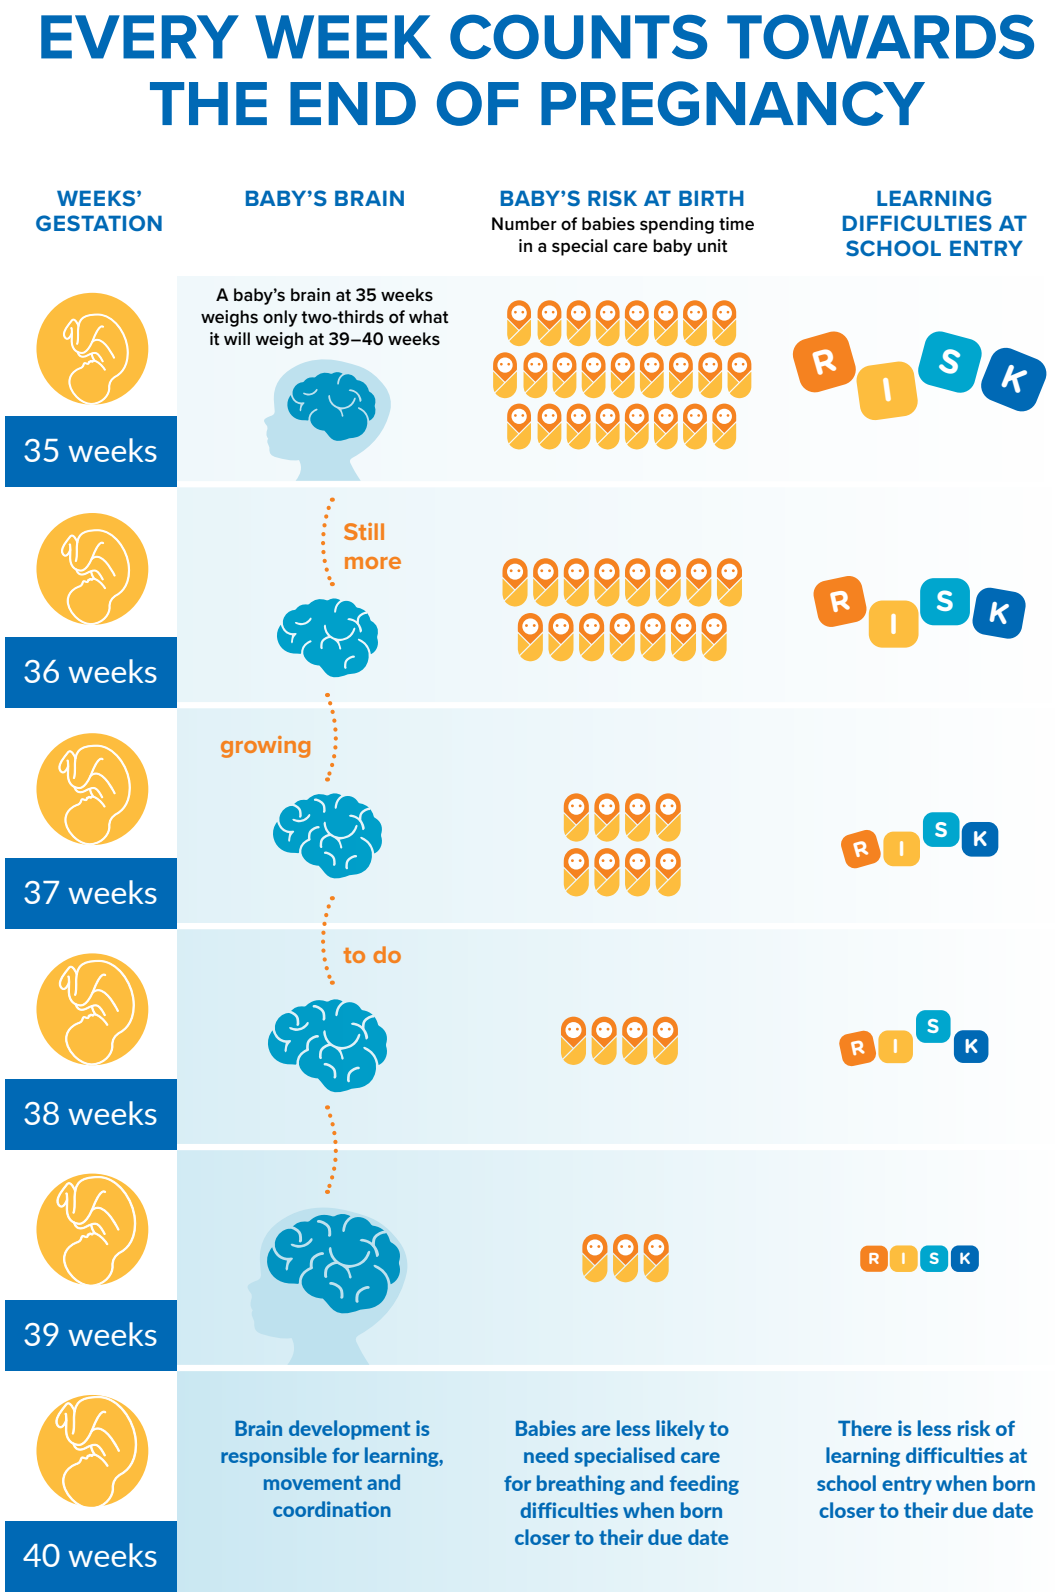 EVERY WEEK COUNTS TOWARDS
THE END OF PREGNANCY
WEEKS'
GESTATION
BABY'S BRAIN
BABY'S RISK AT BIRTH
Number of babies spending time
in a special care baby unit
LEARNING
DIFFICULTIES AT
SCHOOL ENTRY
35 weeks
A baby's brain at 35 weeks
weighs only two-thirds of what
it will weigh at 39–40 weeks
RISK
36 weeks
Still
more
RISK
37 weeks
growing
RISK
38 weeks
to do
RISK
39 weeks
RISK
40 weeks
Brain development is
responsible for learning,
movement and
coordination
Babies are less likely to
need specialised care
for breathing and feeding
difficulties when born
closer to their due date
There is less risk of
learning difficulties at
school entry when born
closer to their due date